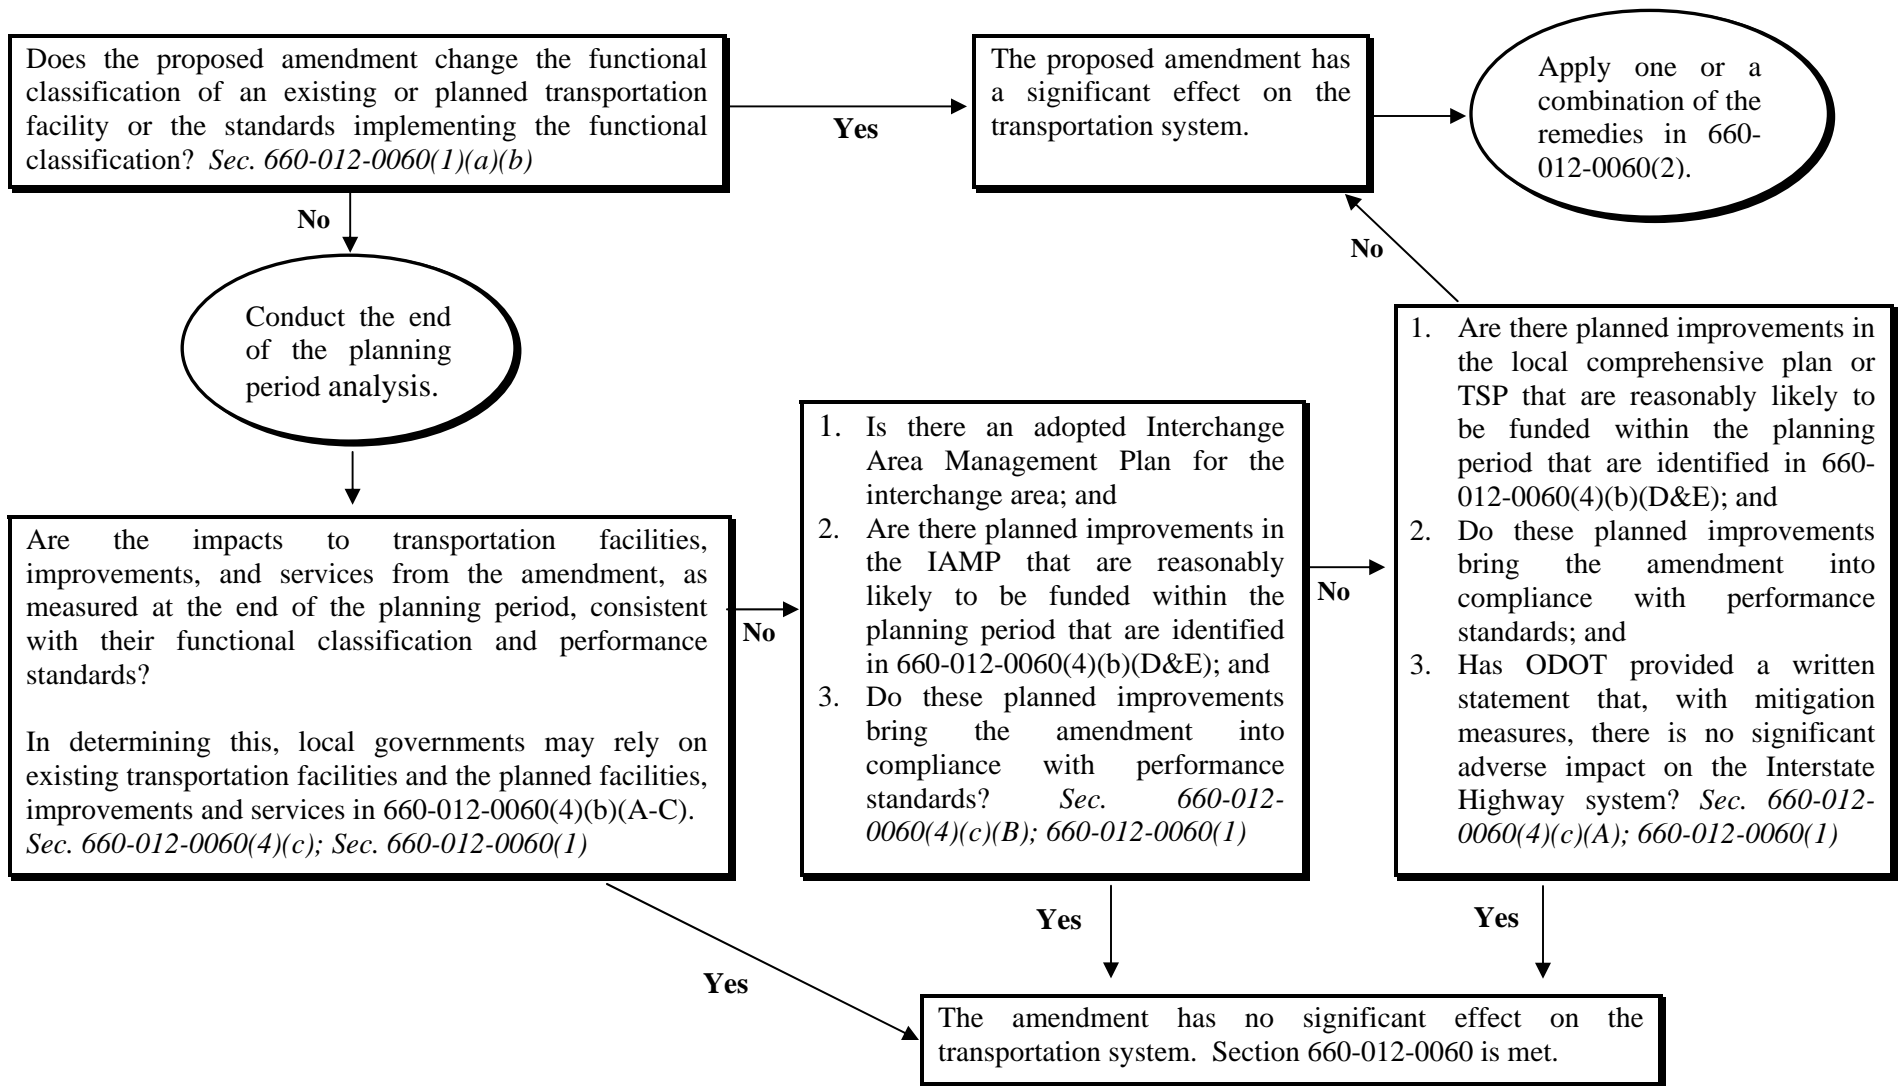 Does the proposed amendment change the functional
classification of an existing or planned transportation
facility or the standards implementing the functional
classification? Sec. 660-012-0060(1)(a)(b)
Yes
The proposed amendment has
a significant effect on the
transportation system.
Apply one or a
combination of the
remedies in 660-
012-0060(2).
No
Conduct the end
of the planning
period analysis.
Are the impacts to transportation facilities,
improvements, and services from the amendment, as
measured at the end of the planning period, consistent
with their functional classification and performance
standards?
In determining this, local governments may rely on
existing transportation facilities and the planned facilities,
improvements and services in 660-012-0060(4)(b)(A-C).
Sec. 660-012-0060(4)(c); Sec. 660-012-0060(1)
No
1. Is there an adopted Interchange
Area Management Plan for the
interchange area; and
2. Are there planned improvements in
the IAMP that are reasonably
likely to be funded within the
planning period that are identified
in 660-012-0060(4)(b)(D&E); and
3. Do these planned improvements
bring the amendment into
compliance with performance
standards? Sec. 660-012-
0060(4)(c)(B); 660-012-0060(1)
No
1. Are there planned improvements in
the local comprehensive plan or
TSP that are reasonably likely to
be funded within the planning
period that are identified in 660-
012-0060(4)(b)(D&E); and
2. Do these planned improvements
bring the amendment into
compliance with performance
standards; and
3. Has ODOT provided a written
statement that, with mitigation
measures, there is no significant
adverse impact on the Interstate
Highway system? Sec. 660-012-
0060(4)(c)(A); 660-012-0060(1)
No
Yes
Yes
Yes
The amendment has no significant effect on the
transportation system. Section 660-012-0060 is met.